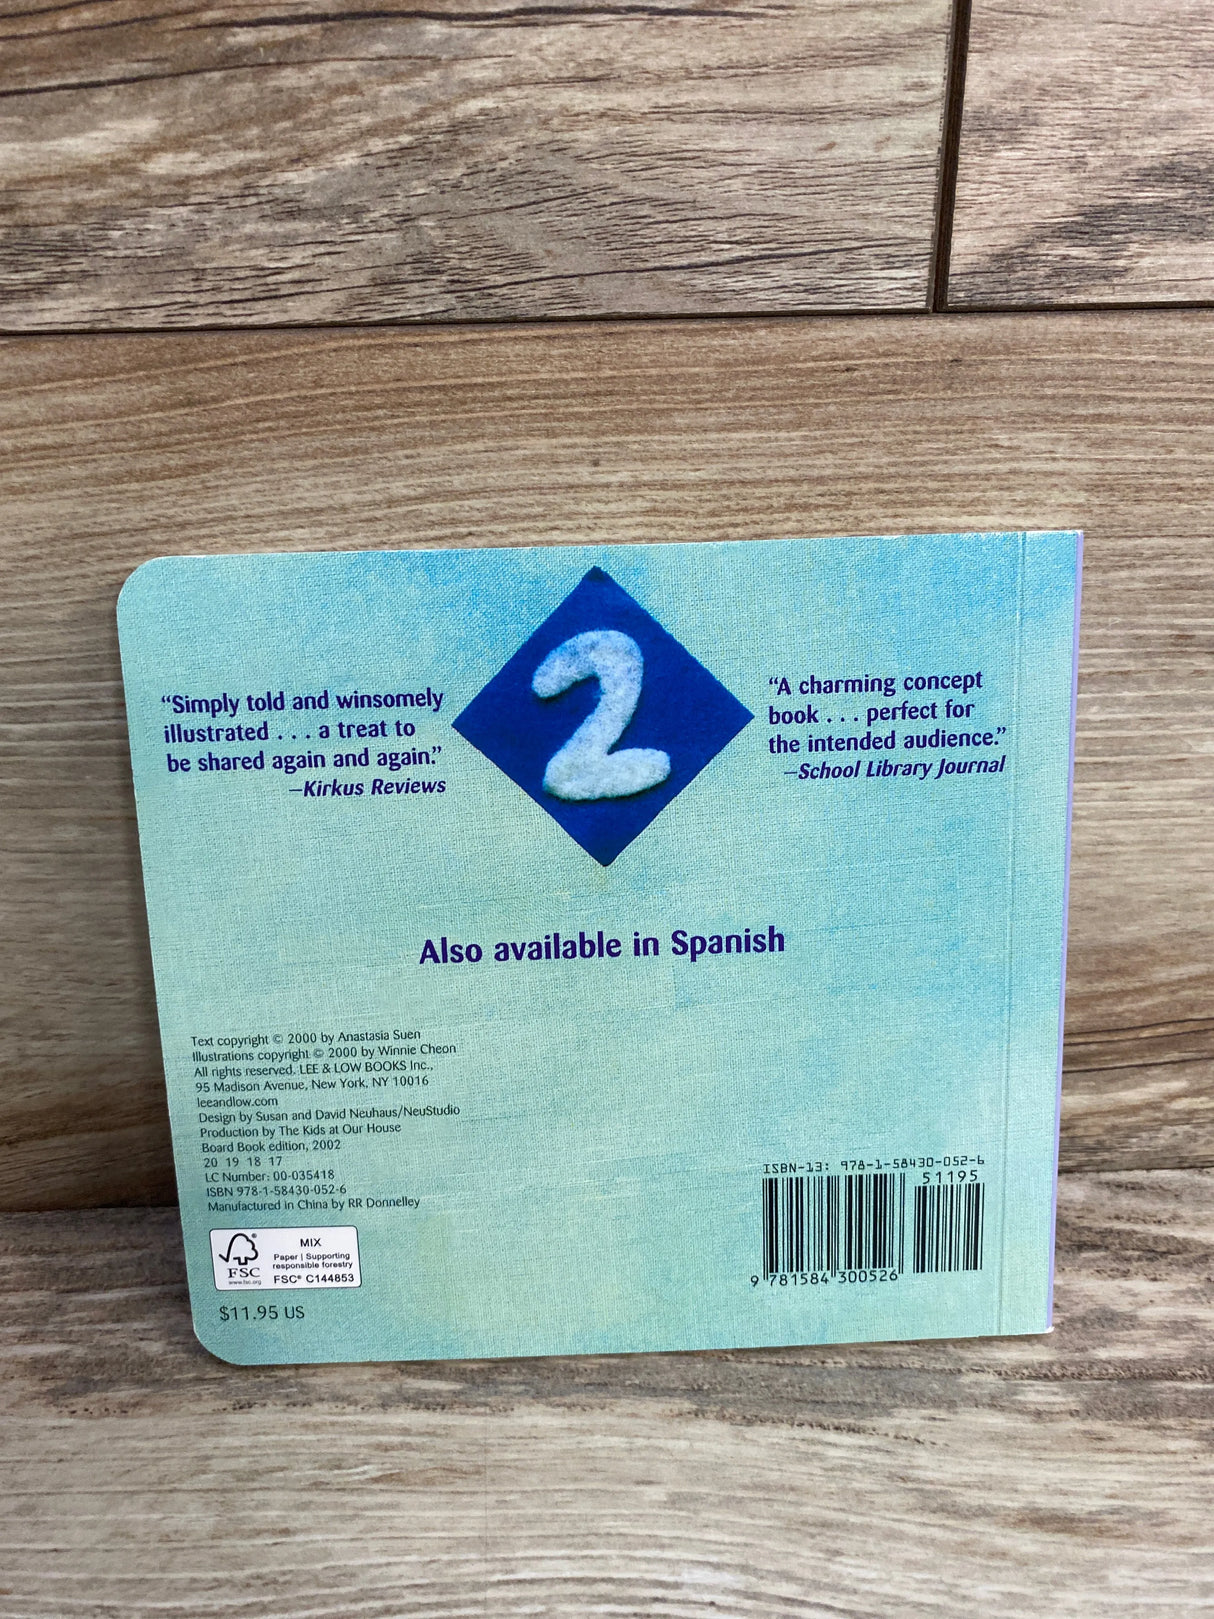 2
“Simply told and winsomely
illustrated . . . a treat to
be shared again and again.”
—Kirkus Reviews
“A charming concept
book . . . perfect for
the intended audience.”
—School Library Journal
Also available in Spanish
Text copyright © 2000 by Anastasia Suen
Illustrations copyright © 2000 by Winnie Cheon
All rights reserved. LEE & LOW BOOKS Inc.,
95 Madison Avenue, New York, NY 10016
leeandlow.com
Design by Susan and David Neuhaus/NeuStudio
Production by The Kids at Our House
Board Book edition, 2002
20 19 18 17
LC Number: 00-035418
ISBN 978-1-58430-052-6
Manufactured in China by RR Donnelley
FSC®
www.fsc.org
MIX
Paper | Supporting
responsible forestry
FSC® C144853
$11.95 US
ISBN-13: 978-1-58430-052-6
51195
9 781584 300526